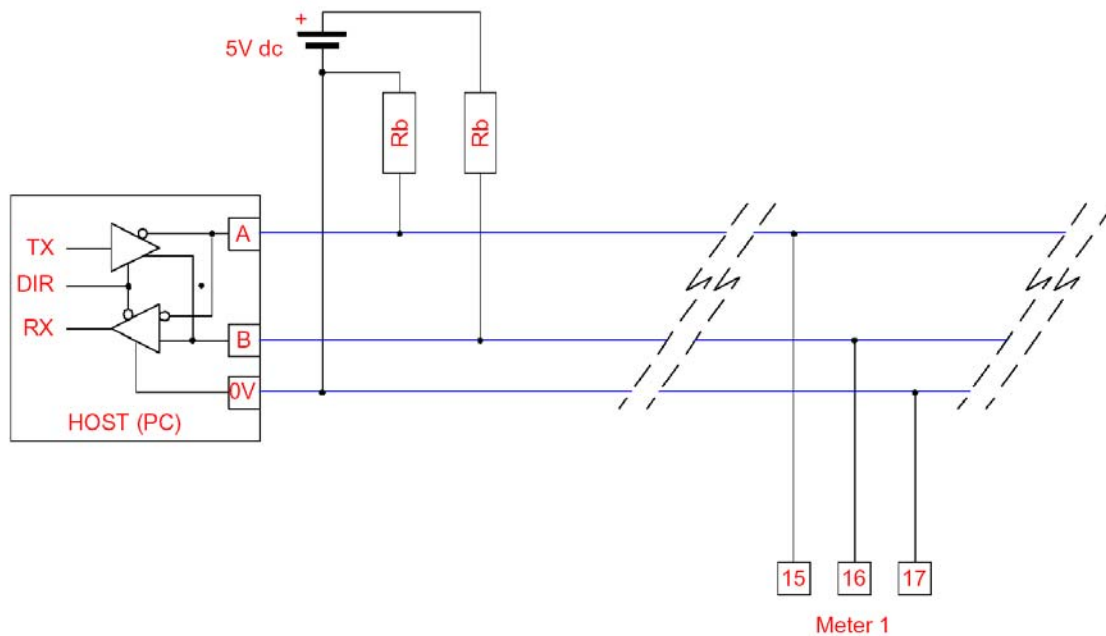 +
5V dc
Rb
Rb
TX
A
DIR
RX
B
0V
HOST (PC)
15
16
17
Meter 1